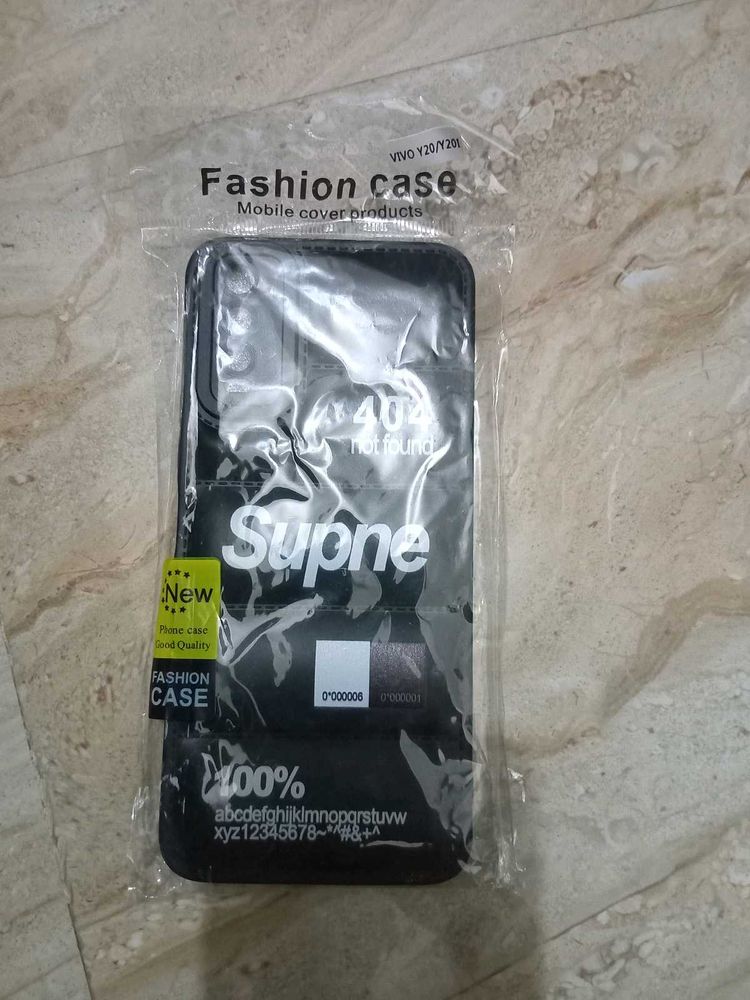 VIVO Y20/Y20I
Fashion case
Mobile cover products
404
not found
Supne
New
Phone case
Good Quality
FASHION
CASE
0*000006 0*000001
100%
abcdefghijklmnopqrstuvw
xyz12345678~*^#&+^